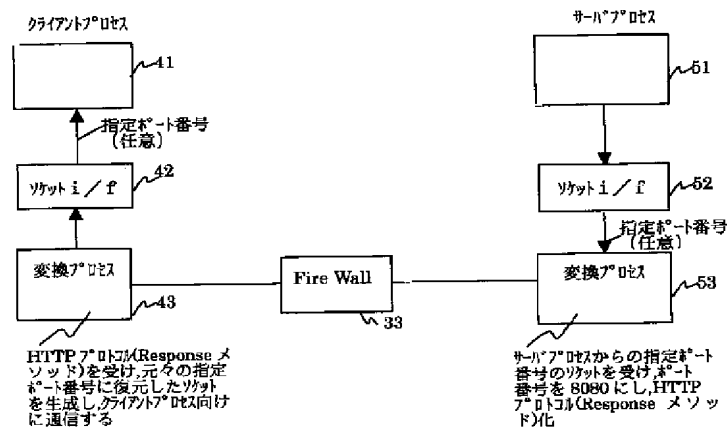 クライアントプロセス
41
指定ポート番号
(任意)
ソケット i／f
42
変換プロセス
43
HTTPプロトコル(Response メ
ソッド)を受け,元々の指定
ポート番号に復元したソケット
を生成し,クライアントプロセス向け
に通信する
Fire Wall
33
サーバプロセス
51
ソケット i／f
52
指定ポート番号
(任意)
変換プロセス
53
サーバプロセスからの指定ポート
番号のソケットを受け,ポート
番号を 8080 にし,HTTP
プロトコル(Response メソッ
ド)化